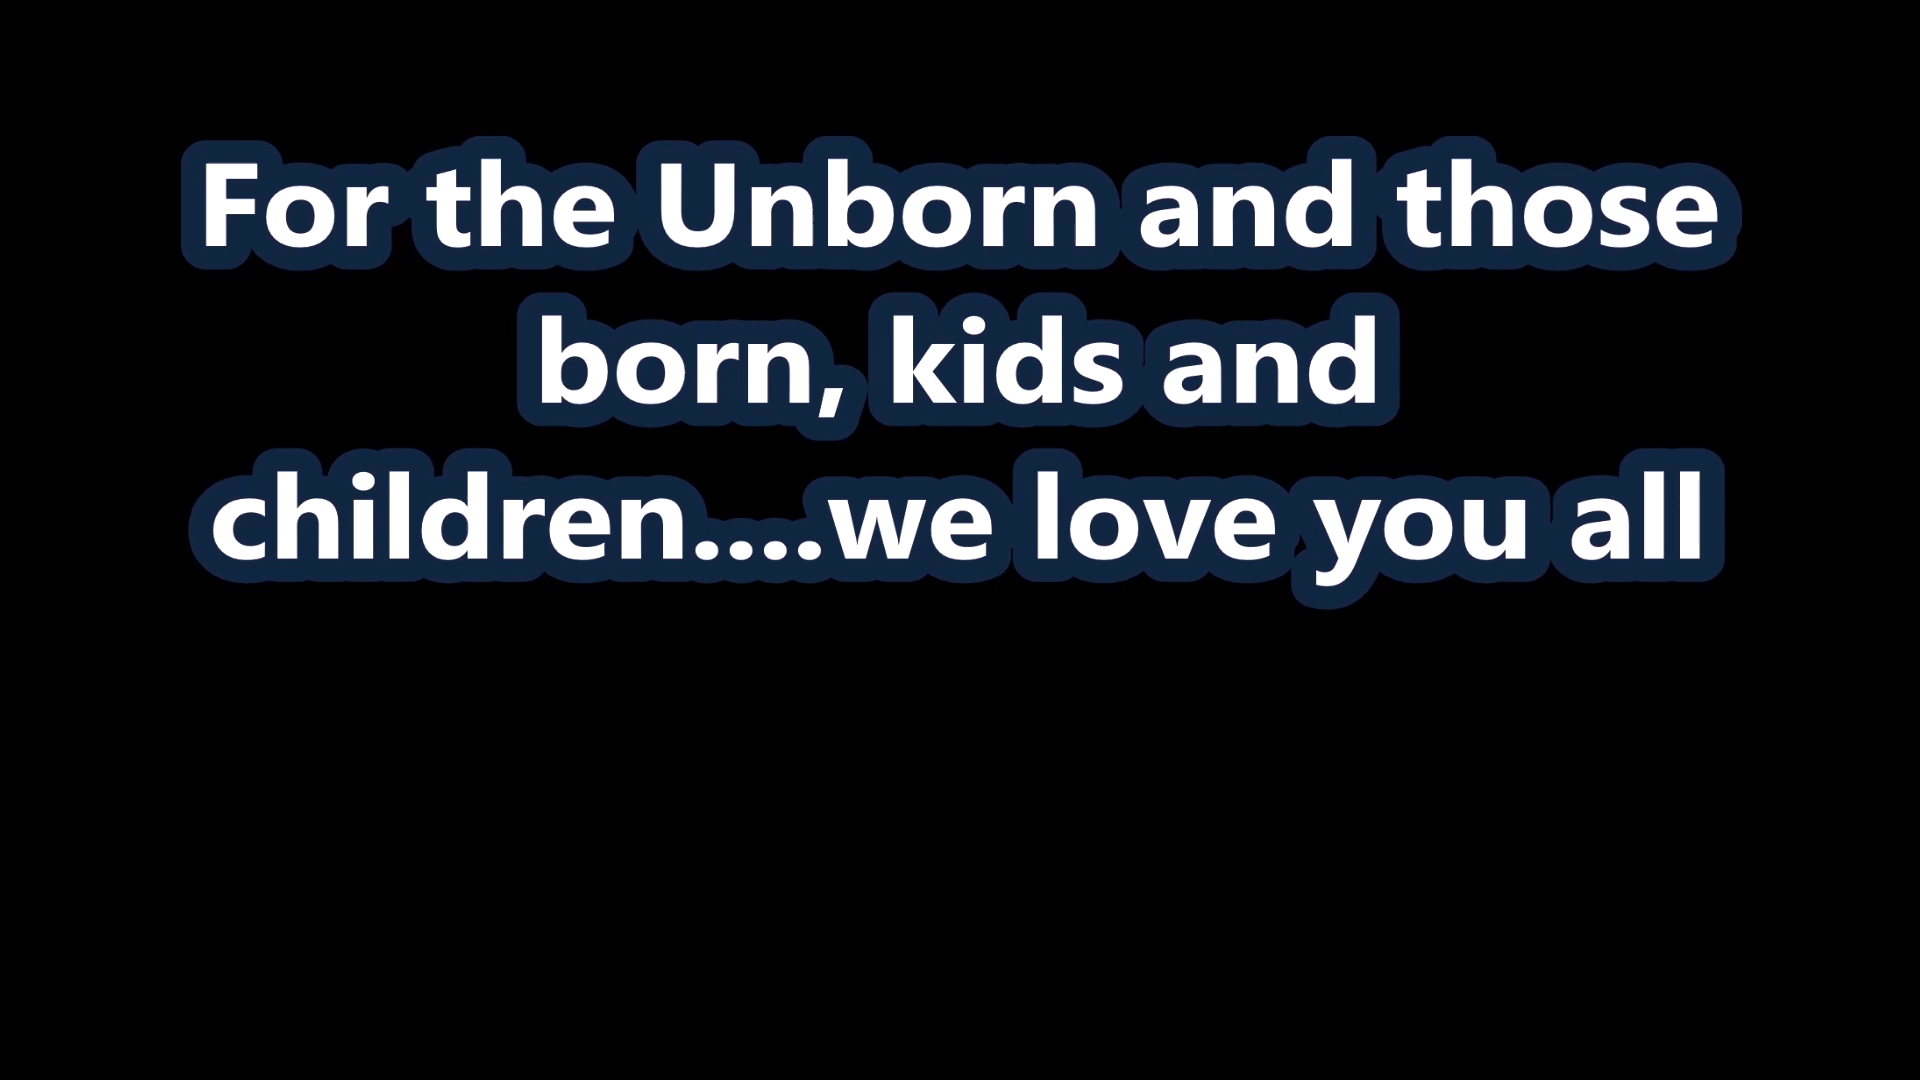 For the Unborn and those
born, kids and
children....we love you all